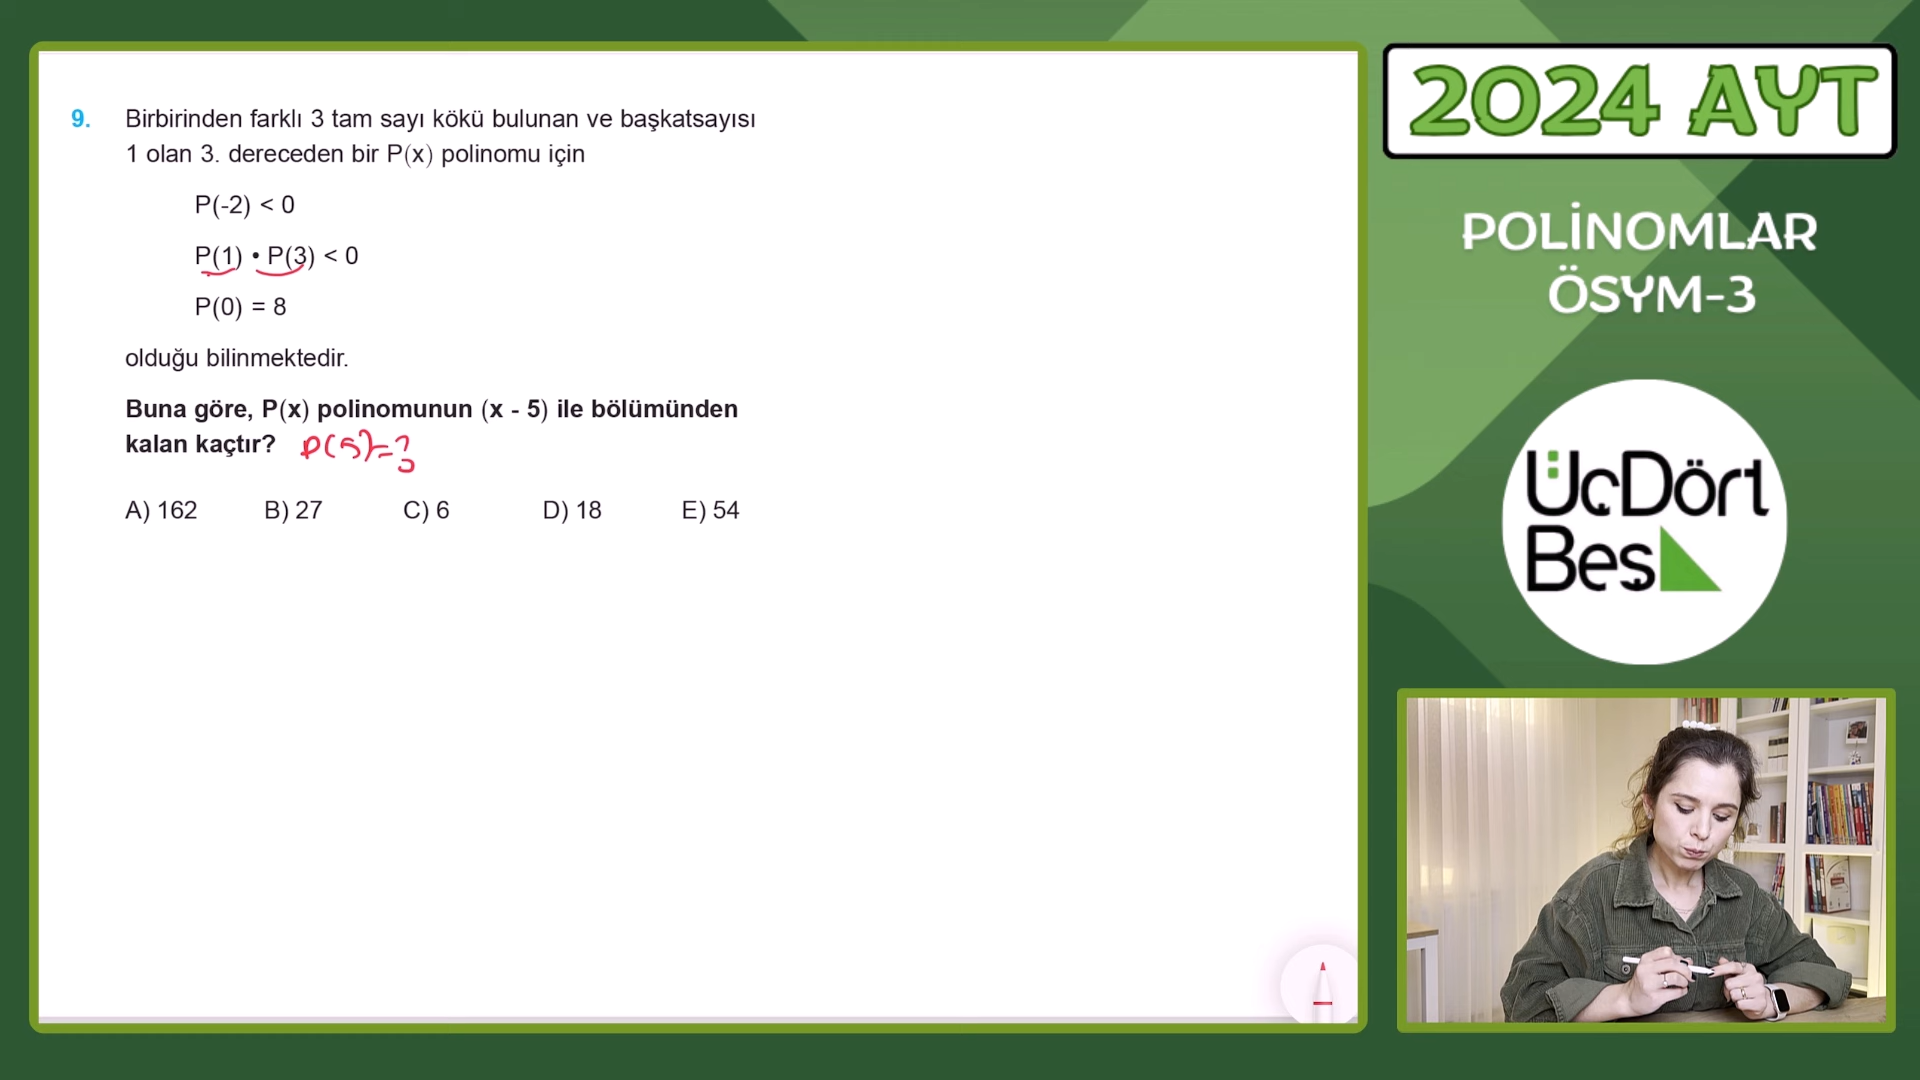 9. Birbirinden farklı 3 tam sayı kökü bulunan ve başkatsayısı
1 olan 3. dereceden bir P(x) polinomu için
P(-2) < 0
P(1) • P(3) < 0
P(0) = 8
olduğu bilinmektedir.
Buna göre, P(x) polinomunun (x - 5) ile bölümünden
kalan kaçtır? P(5)=?
A) 162 B) 27 C) 6 D) 18 E) 54
2024 AYT
POLİNOMLAR
ÖSYM-3
ÜçDört
Beş